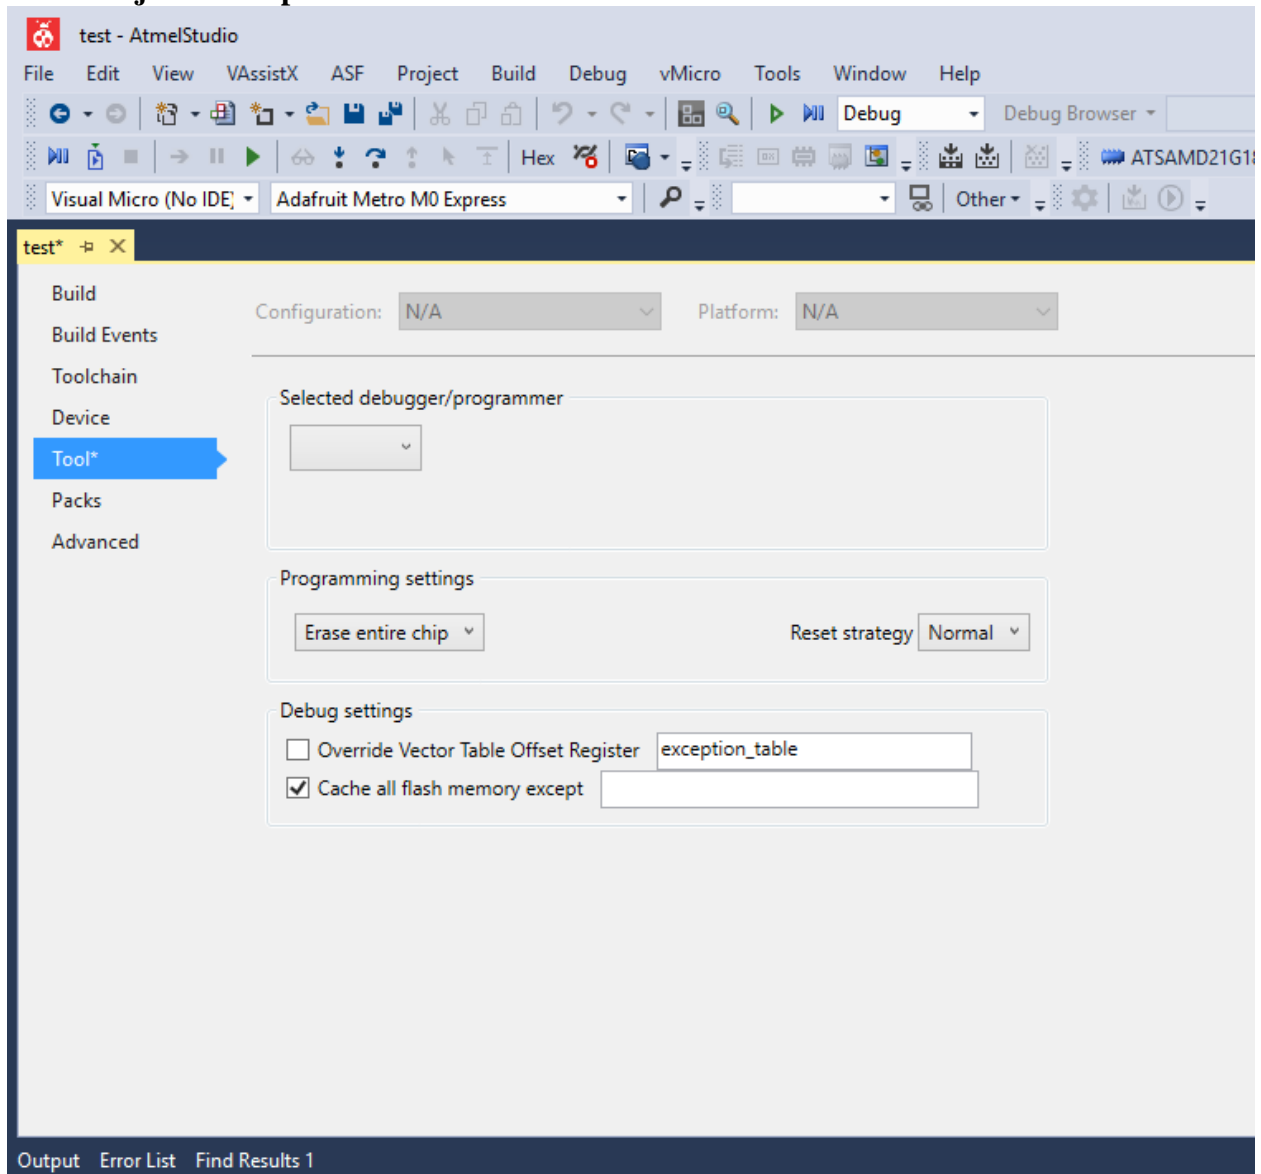 test - AtmelStudio
File Edit View VAssistX ASF Project Build Debug vMicro Tools Window Help
Debug Debug Browser
Hex ATSAMD21G18
Visual Micro (No IDE) Adafruit Metro M0 Express Other
test*
Build
Configuration: N/A Platform: N/A
Build Events
Toolchain
Selected debugger/programmer
Device
Tool*
Packs
Advanced
Programming settings
Erase entire chip Reset strategy Normal
Debug settings
Override Vector Table Offset Register exception_table
Cache all flash memory except
Output Error List Find Results 1